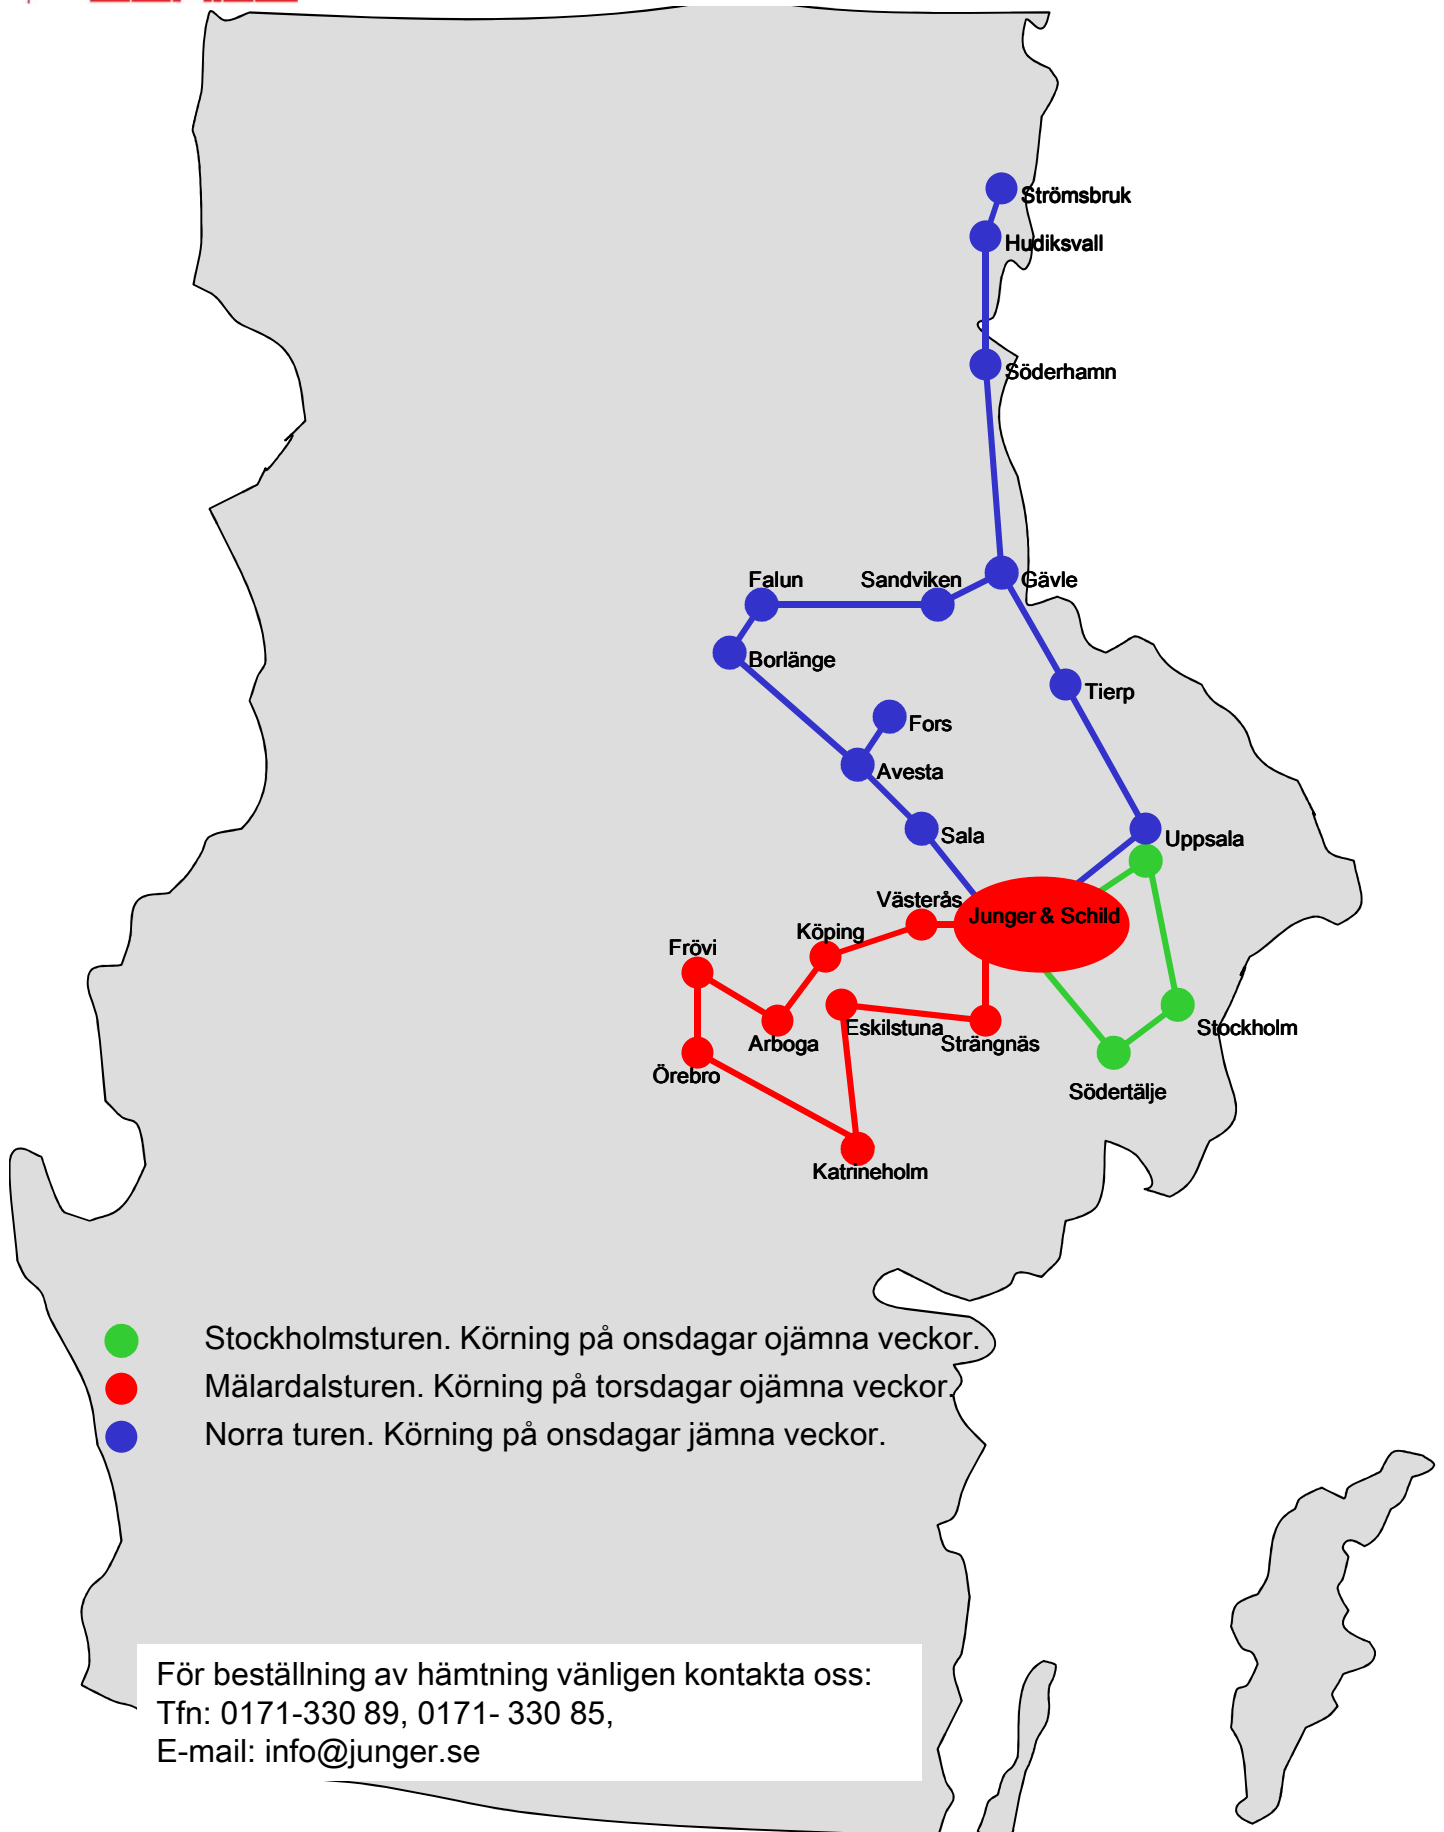 Strömsbruk
Hudiksvall
Söderhamn
Falun
Sandviken
Gävle
Borlänge
Tierp
Fors
Avesta
Sala
Uppsala
Västerås
Junger & Schild
Köping
Frövi
Eskilstuna
Stockholm
Arboga
Strängnäs
Örebro
Södertälje
Katrineholm
Stockholmsturen. Körning på onsdagar ojämna veckor.
Mälardalsturen. Körning på torsdagar ojämna veckor.
Norra turen. Körning på onsdagar jämna veckor.
För beställning av hämtning vänligen kontakta oss:
Tfn: 0171-330 89, 0171- 330 85,
E-mail: info@junger.se